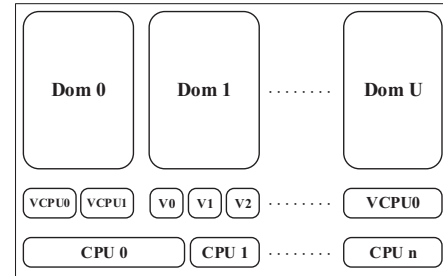 Dom 0 Dom 1 ........ Dom U
VCPU0 VCPU1 V0 V1 V2 ........ VCPU0
CPU 0 CPU 1 ........ CPU n